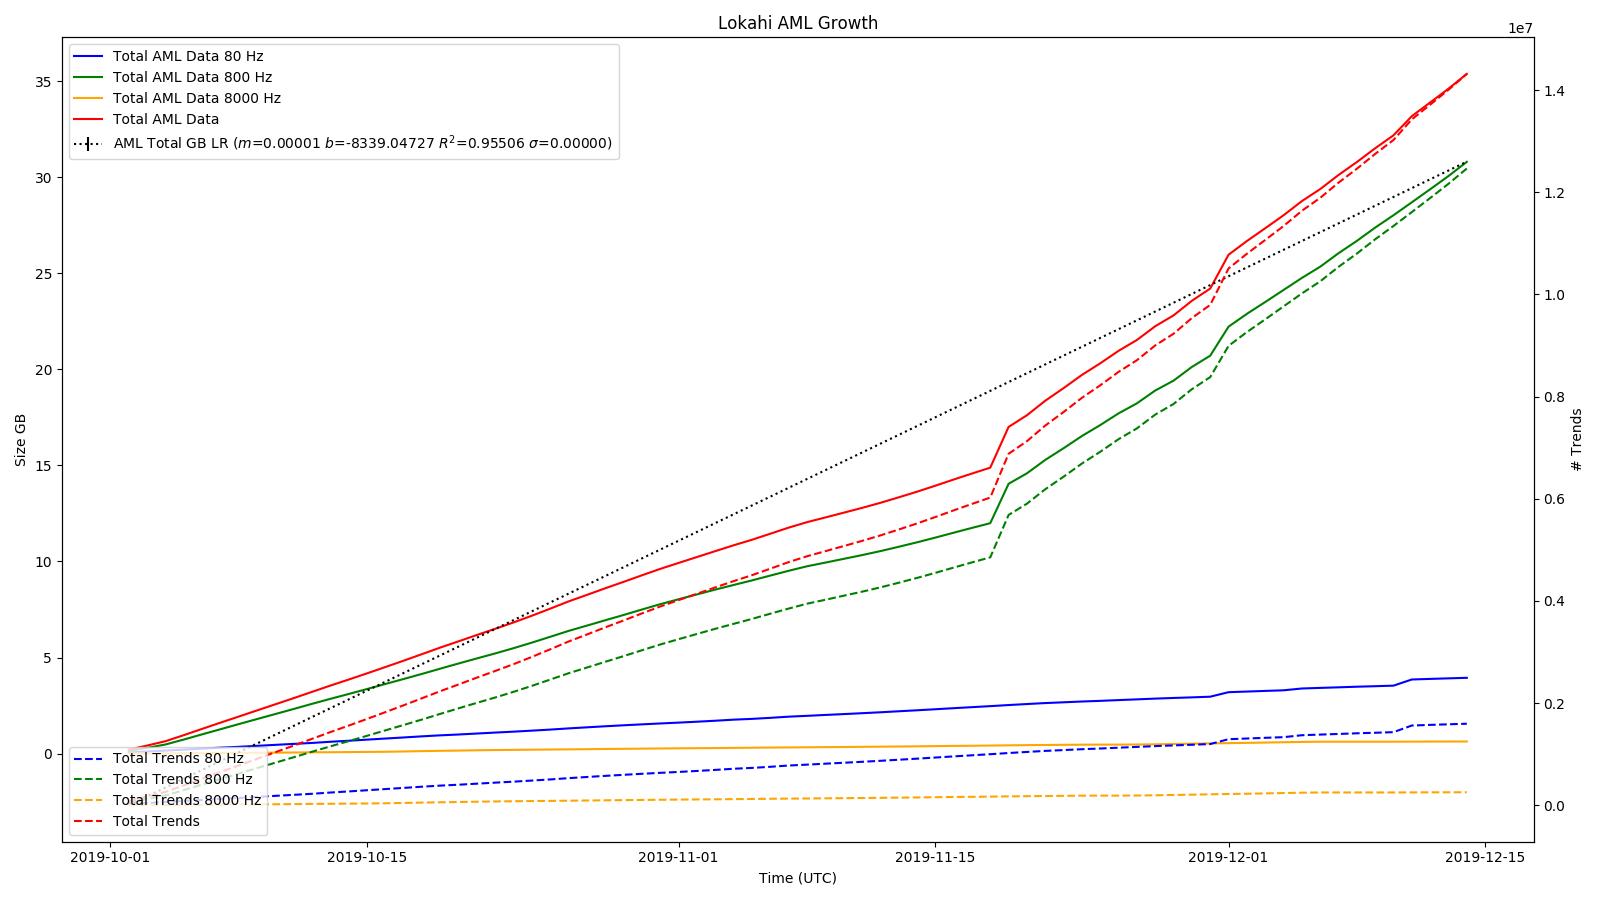 Lokahi AML Growth
1e7
Total AML Data 80 Hz
Total AML Data 800 Hz
Total AML Data 8000 Hz
Total AML Data
AML Total GB LR (m=0.00001 b=-8339.04727 R²=0.95506 σ=0.00000)
35
30
25
20
15
10
5
0
Size GB
1.4
1.2
1.0
0.8
0.6
0.4
0.2
0.0
# Trends
Total Trends 80 Hz
Total Trends 800 Hz
Total Trends 8000 Hz
Total Trends
2019-10-01 2019-10-15 2019-11-01 2019-11-15 2019-12-01 2019-12-15
Time (UTC)